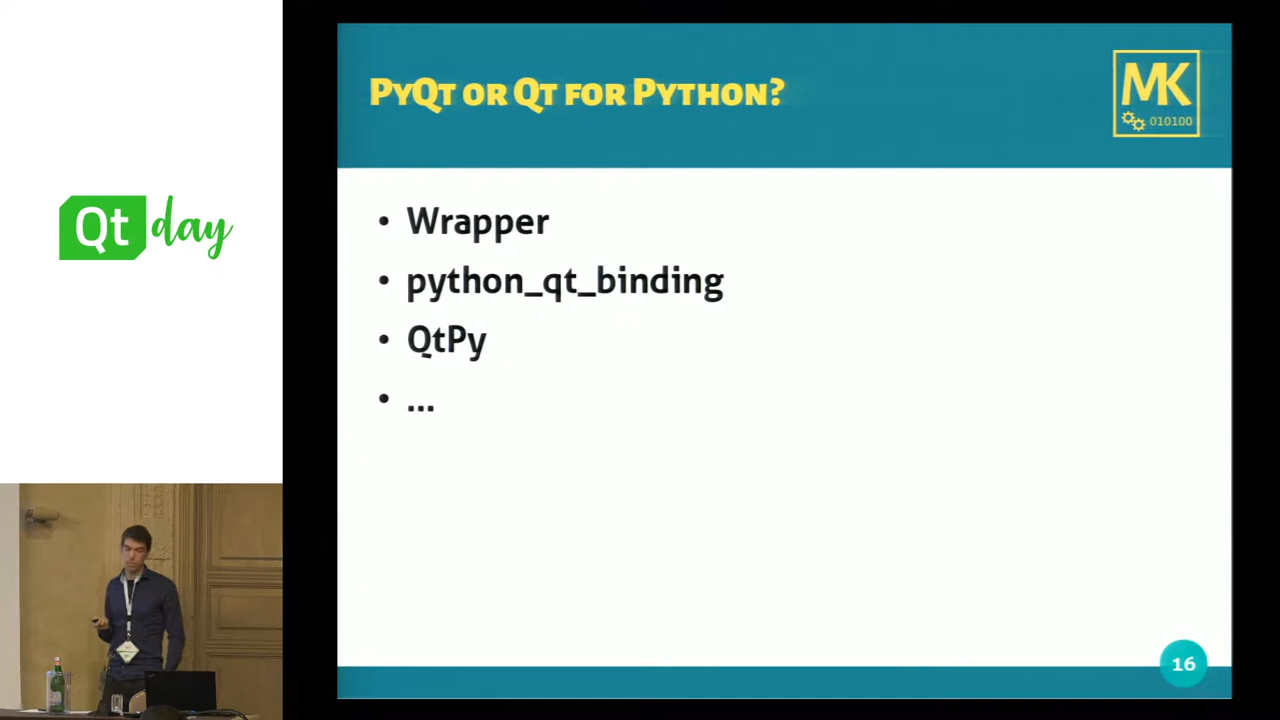 Qt day
PyQt or Qt for Python?
MK
010100
• Wrapper
• python_qt_binding
• QtPy
• ...
16